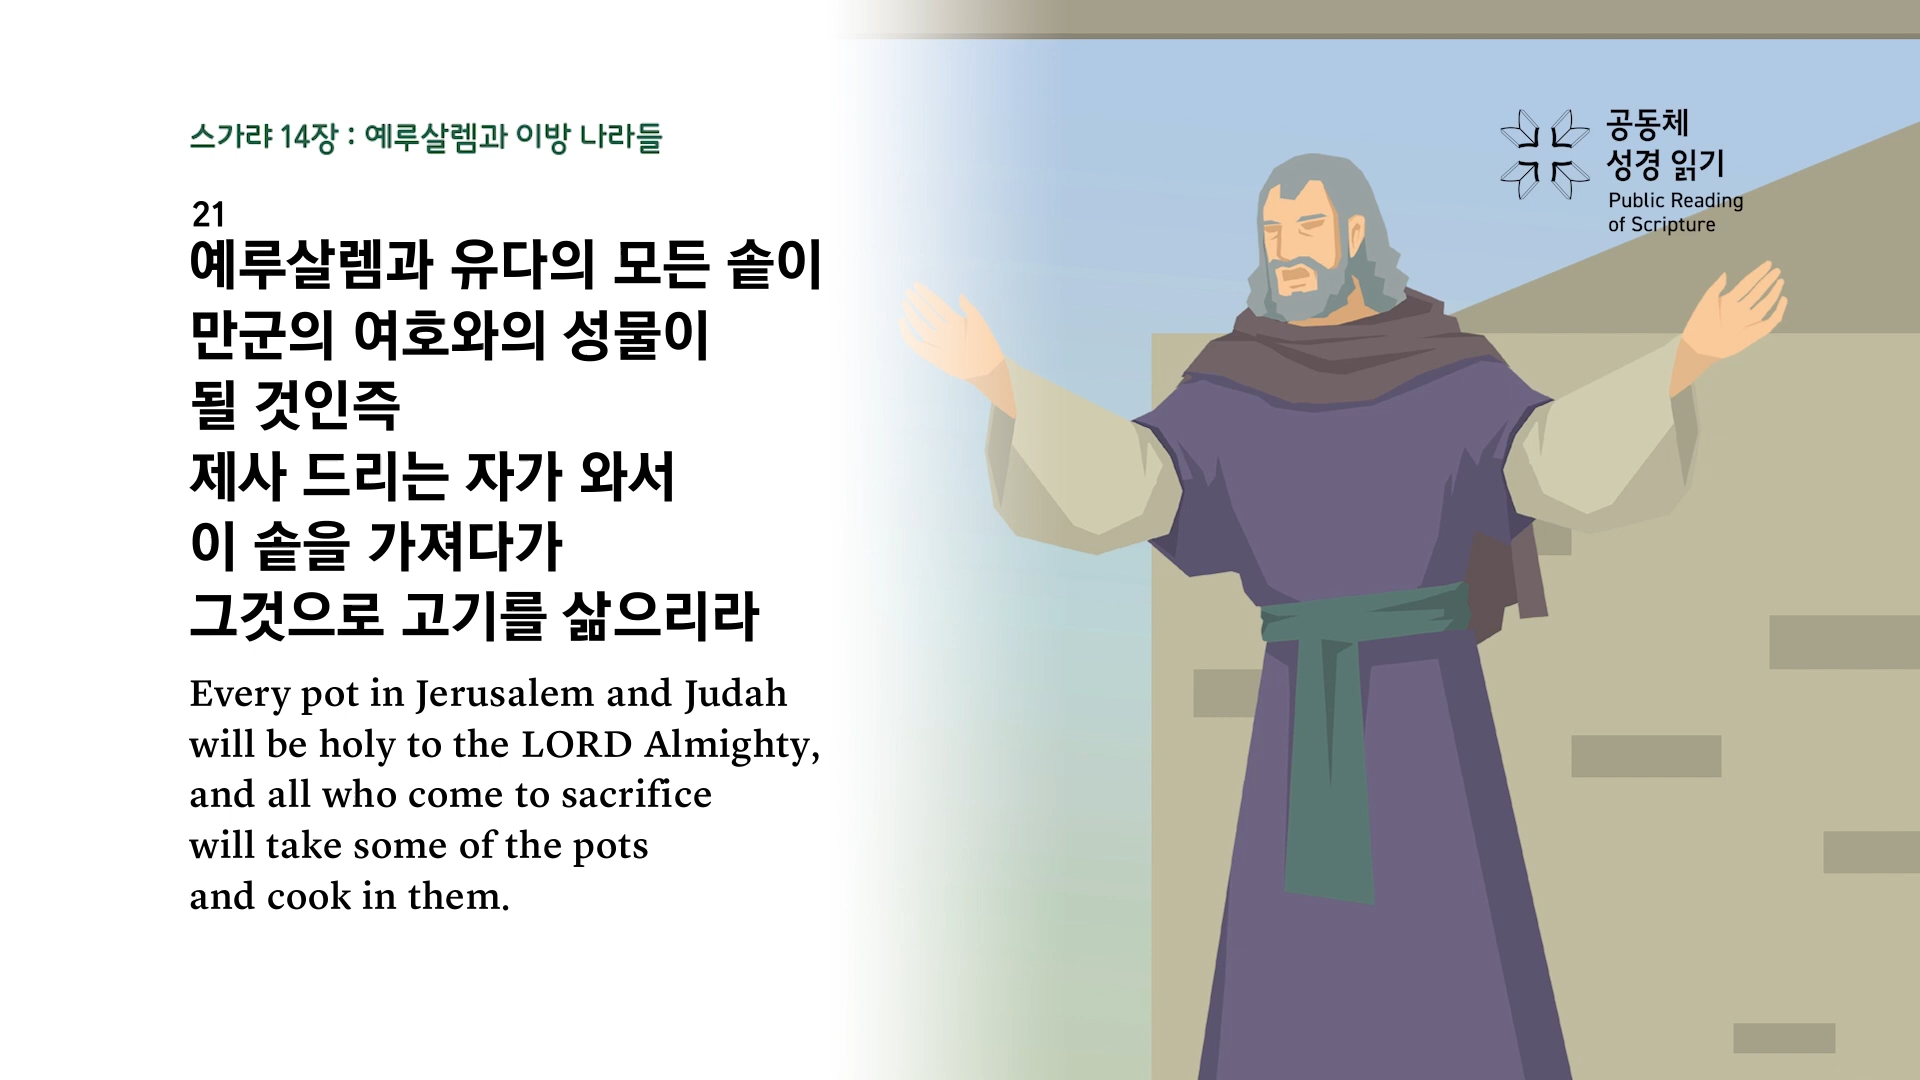 스가랴 14장 : 예루살렘과 이방 나라들
21
예루살렘과 유다의 모든 솥이
만군의 여호와의 성물이
될 것인즉
제사 드리는 자가 와서
이 솥을 가져다가
그것으로 고기를 삶으리라
Every pot in Jerusalem and Judah
will be holy to the LORD Almighty,
and all who come to sacrifice
will take some of the pots
and cook in them.
공동체
성경 읽기
Public Reading
of Scripture